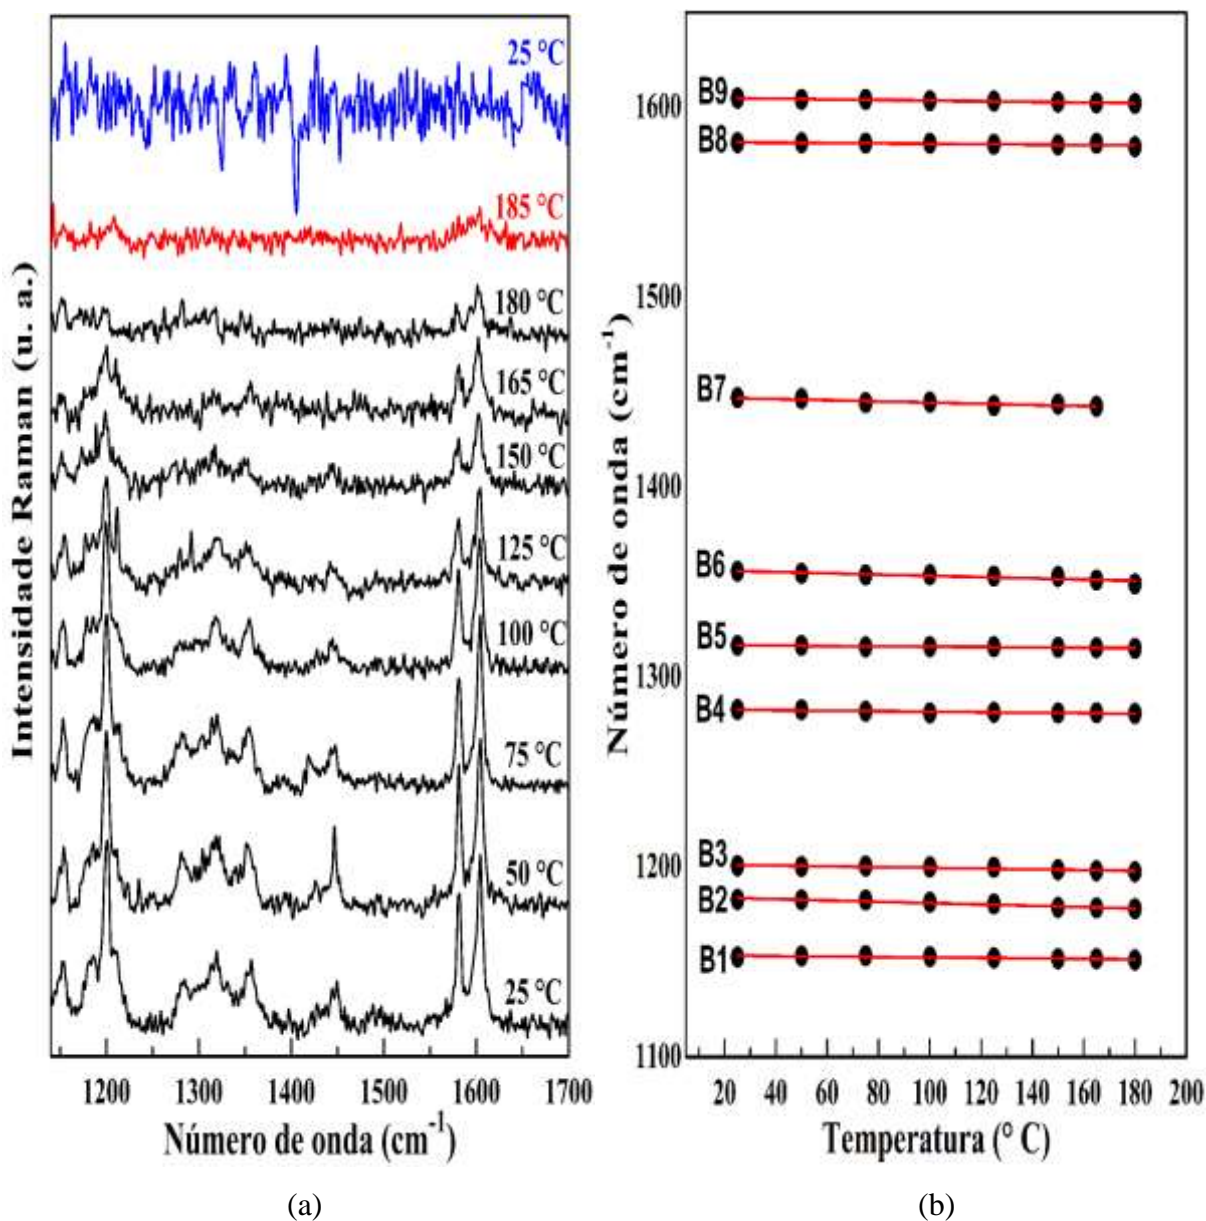 Intensidade Raman (u. a.)
25 °C
185 °C
180 °C
165 °C
150 °C
125 °C
100 °C
75 °C
50 °C
25 °C
1200 1300 1400 1500 1600 1700
Número de onda (cm⁻¹)
(a)
Número de onda (cm⁻¹)
1600
1500
1400
1300
1200
1100
B9
B8
B7
B6
B5
B4
B3
B2
B1
20 40 60 80 100 120 140 160 180 200
Temperatura (° C)
(b)